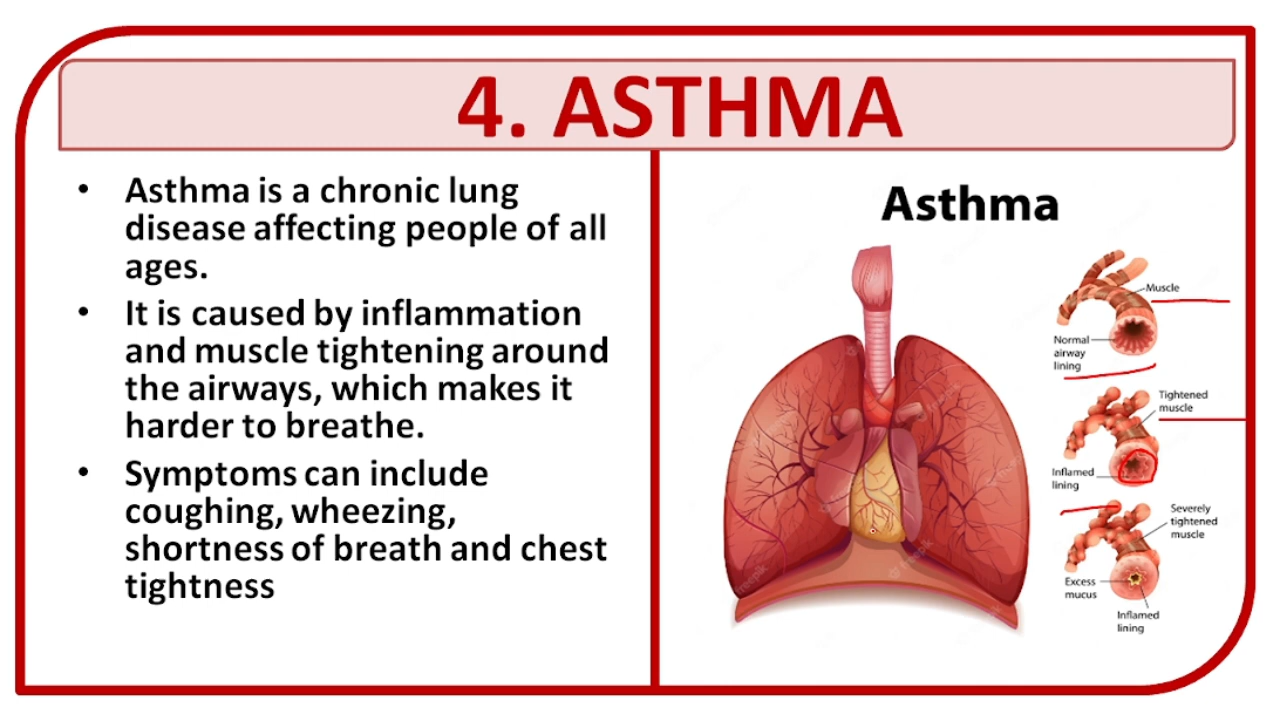 4. ASTHMA
• Asthma is a chronic lung
disease affecting people of all
ages.
• It is caused by inflammation
and muscle tightening around
the airways, which makes it
harder to breathe.
• Symptoms can include
coughing, wheezing,
shortness of breath and chest
tightness
Asthma
Muscle
Normal
airway
lining
Tightened
muscle
Inflamed
lining
Severely
tightened
muscle
Excess
mucus
Inflamed
lining